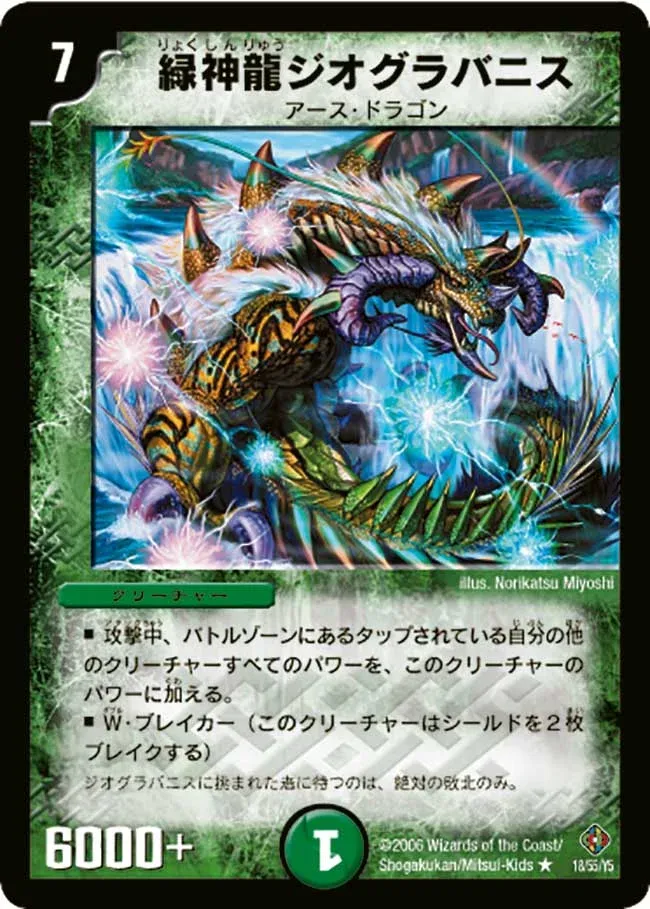 7
りょくしんりゅう
緑神龍ジオグラバニス
アース・ドラゴン
illus. Norikatsu Miyoshi
クリーチャー
■ 攻撃中、バトルゾーンにあるタップされている自分の他
のクリーチャーすべてのパワーを、このクリーチャーの
パワーに加える。
■ W・ブレイカー（このクリーチャーはシールドを２枚
ブレイクする）
ジオグラバニスに挑まれた者に待つのは、絶対の敗北のみ。
6000+
1
©2006 Wizards of the Coast/
Shogakukan/Mitsui-Kids ★
18/55/Y5